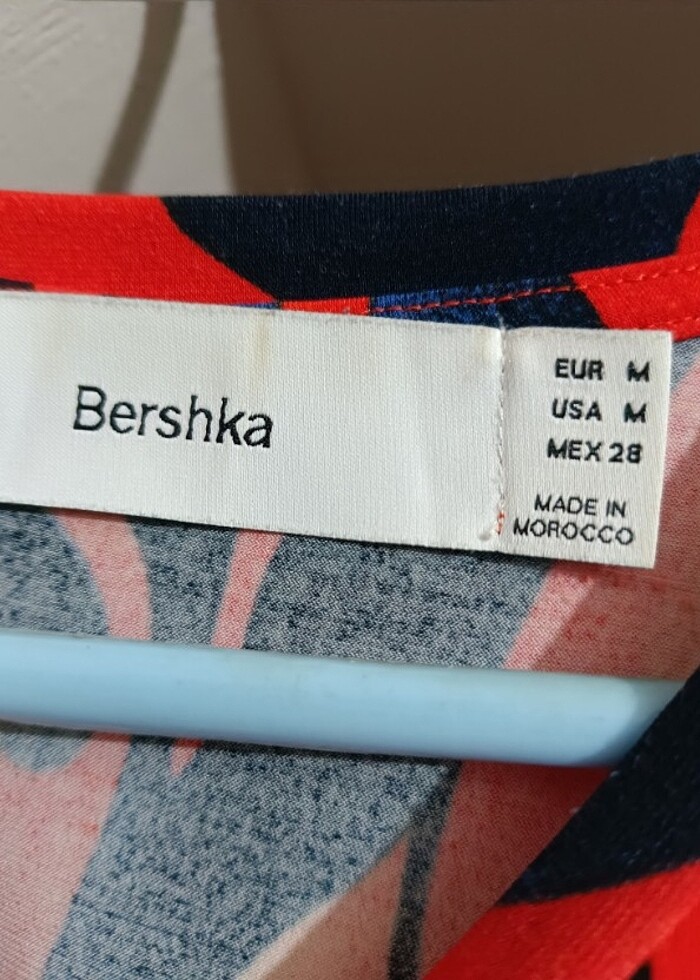 Bershka
EUR M
USA M
MEX 28
MADE IN
MOROCCO